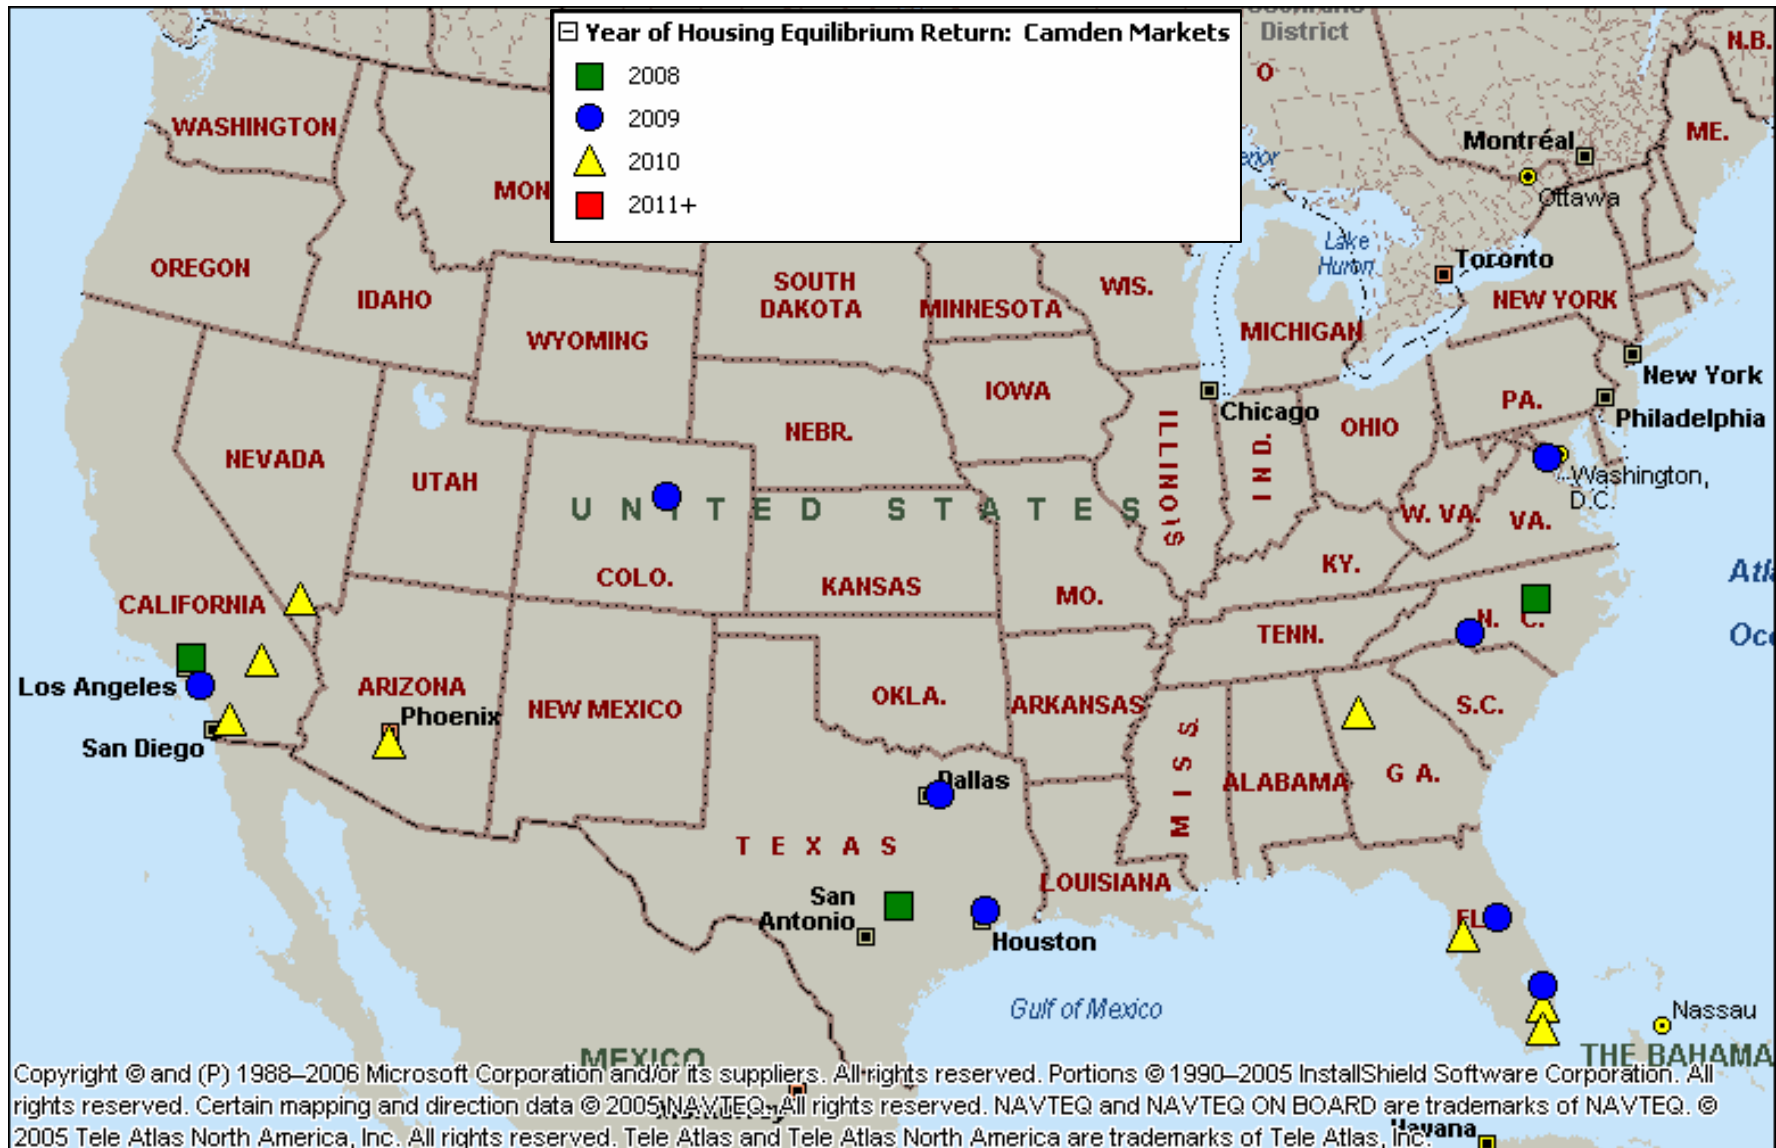 Year of Housing Equilibrium Return: Camden Markets
2008
2009
2010
2011+
District
O
N.B.
ME.
Montréal
Ottawa
Toronto
Lake
Huron
WASHINGTON
MON
OREGON
IDAHO
WYOMING
SOUTH
DAKOTA
MINNESOTA
WIS.
MICHIGAN
NEW YORK
New York
PA.
Philadelphia
IOWA
Chicago
NEBR.
ILLINOIS
IND.
OHIO
NEVADA
UTAH
Washington,
D.C.
UNITED STATES
W. VA.
VA.
COLO.
KANSAS
MO.
KY.
CALIFORNIA
TENN.
N. C.
Los Angeles
ARIZONA
Phoenix
NEW MEXICO
OKLA.
ARKANSAS
S.C.
San Diego
MISS.
ALABAMA
G A.
Dallas
TEXAS
LOUISIANA
San
Antonio
Houston
FL
Gulf of Mexico
Nassau
MEXICO
THE BAHAMA
Copyright © and (P) 1988–2006 Microsoft Corporation and/or its suppliers. All rights reserved. Portions © 1990–2005 InstallShield Software Corporation. All
rights reserved. Certain mapping and direction data © 2005 NAVTEQ. All rights reserved. NAVTEQ and NAVTEQ ON BOARD are trademarks of NAVTEQ. ©
2005 Tele Atlas North America, Inc. All rights reserved. Tele Atlas and Tele Atlas North America are trademarks of Tele Atlas, Inc.
Havana